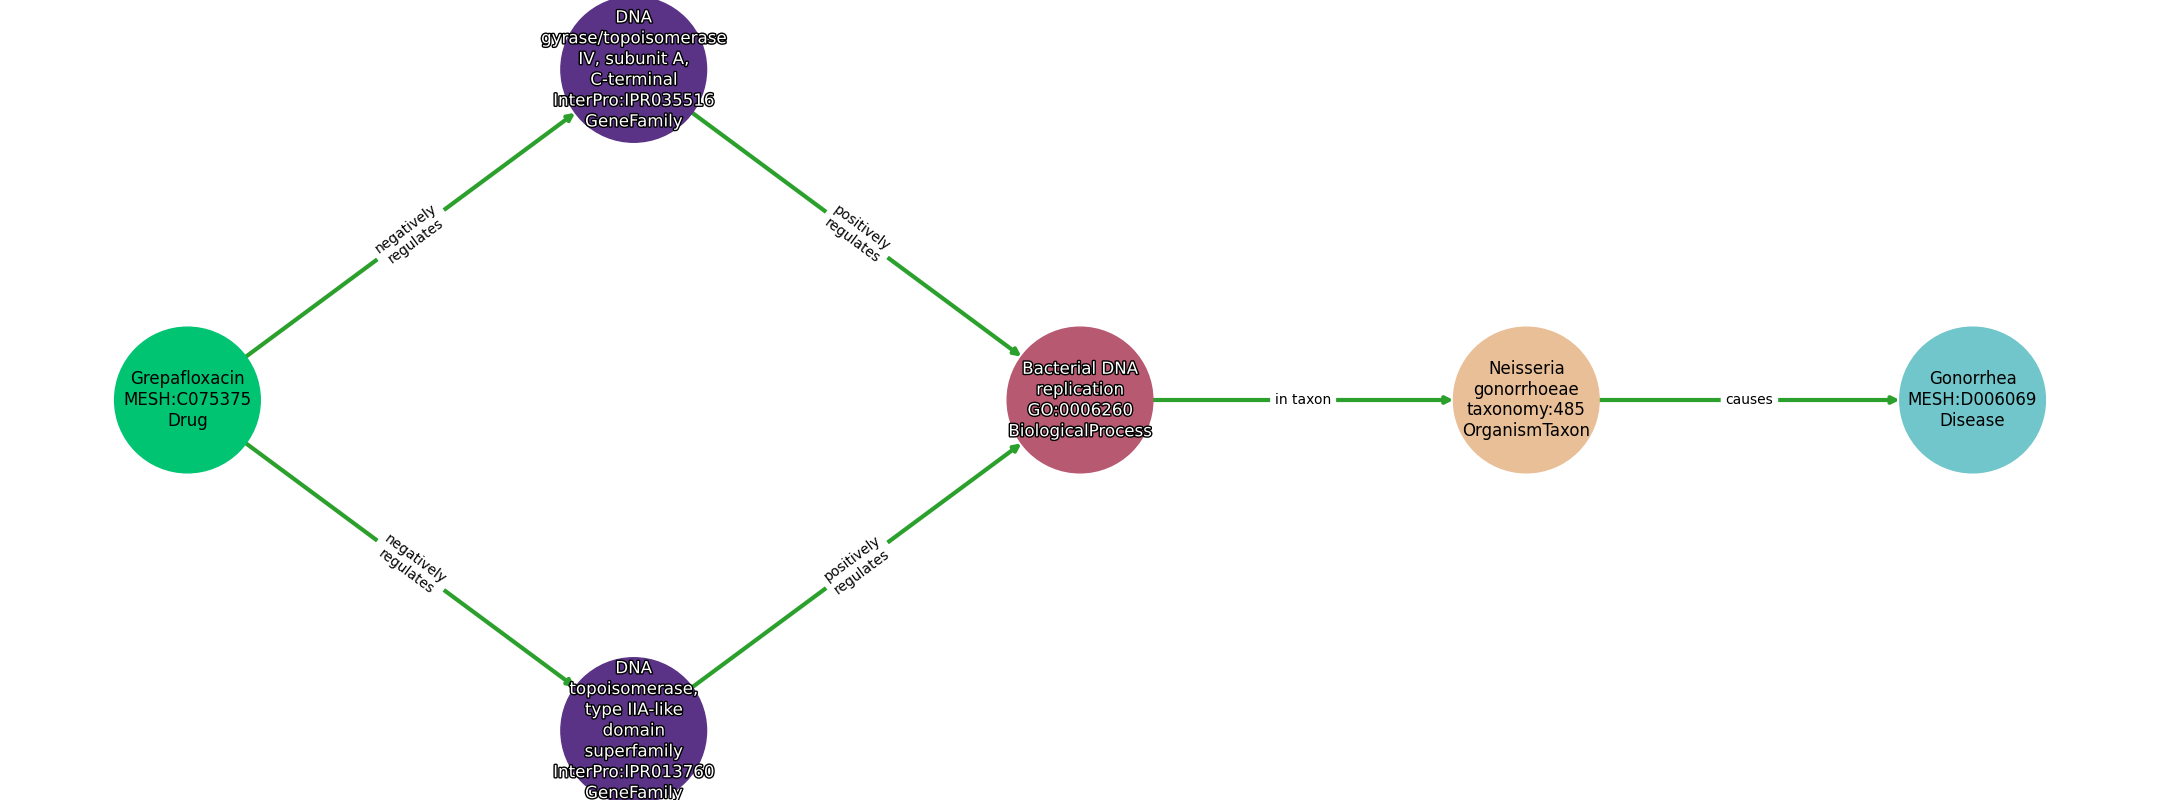 DNA
gyrase/topoisomerase
IV, subunit A,
C-terminal
InterPro:IPR035516
GeneFamily
negatively
regulates
positively
regulates
Grepafloxacin
MESH:C075375
Drug
Bacterial DNA
replication
GO:0006260
BiologicalProcess
in taxon
Neisseria
gonorrhoeae
taxonomy:485
OrganismTaxon
causes
Gonorrhea
MESH:D006069
Disease
negatively
regulates
positively
regulates
DNA
topoisomerase,
type IIA-like
domain
superfamily
InterPro:IPR013760
GeneFamily